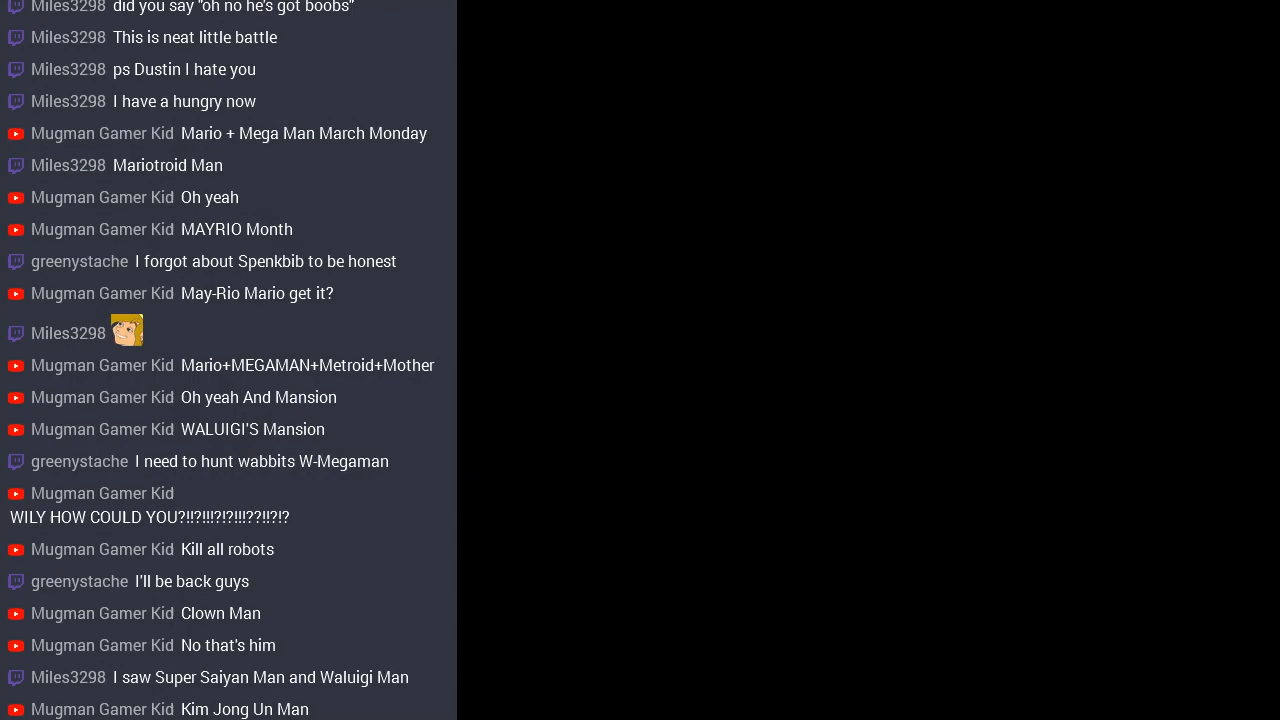 Miles3298 did you say "oh no he's got boobs"
Miles3298 This is neat little battle
Miles3298 ps Dustin I hate you
Miles3298 I have a hungry now
Mugman Gamer Kid Mario + Mega Man March Monday
Miles3298 Mariotroid Man
Mugman Gamer Kid Oh yeah
Mugman Gamer Kid MAYRIO Month
greenystache I forgot about Spenkbib to be honest
Mugman Gamer Kid May-Rio Mario get it?
Miles3298
Mugman Gamer Kid Mario+MEGAMAN+Metroid+Mother
Mugman Gamer Kid Oh yeah And Mansion
Mugman Gamer Kid WALUIGI'S Mansion
greenystache I need to hunt wabbits W-Megaman
Mugman Gamer Kid
WILY HOW COULD YOU?!!?!!!?!?!!!??!!?!?
Mugman Gamer Kid Kill all robots
greenystache I'll be back guys
Mugman Gamer Kid Clown Man
Mugman Gamer Kid No that's him
Miles3298 I saw Super Saiyan Man and Waluigi Man
Mugman Gamer Kid Kim Jong Un Man